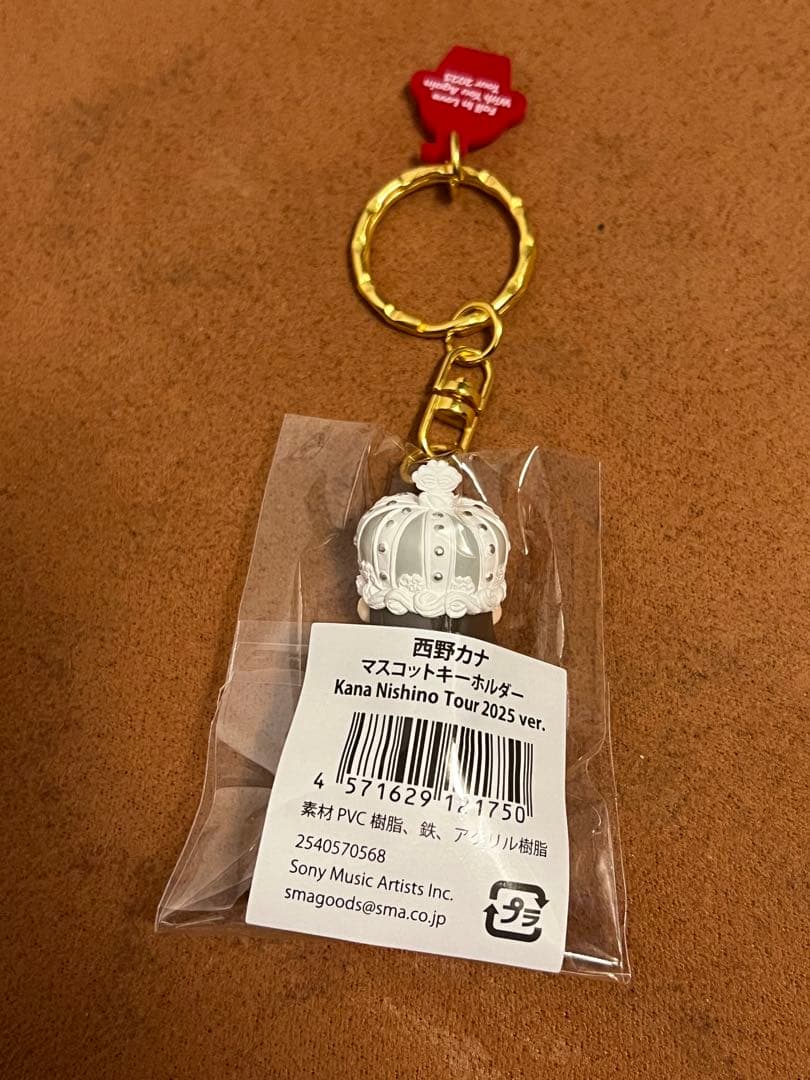 Fall in Love
With You Again
Tour 2025
西野カナ
マスコットキーホルダー
Kana Nishino Tour 2025 ver.
4 571629 121750
素材 PVC 樹脂、鉄、アクリル樹脂
2540570568
Sony Music Artists Inc.
smagoods@sma.co.jp
プラ